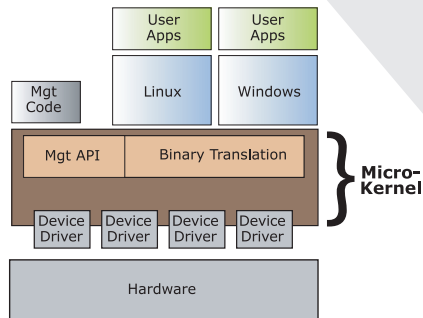 User
Apps
User
Apps
Mgt
Code
Linux
Windows
Mgt API
Binary Translation
Micro-
Kernel
Device
Driver
Device
Driver
Device
Driver
Device
Driver
Hardware